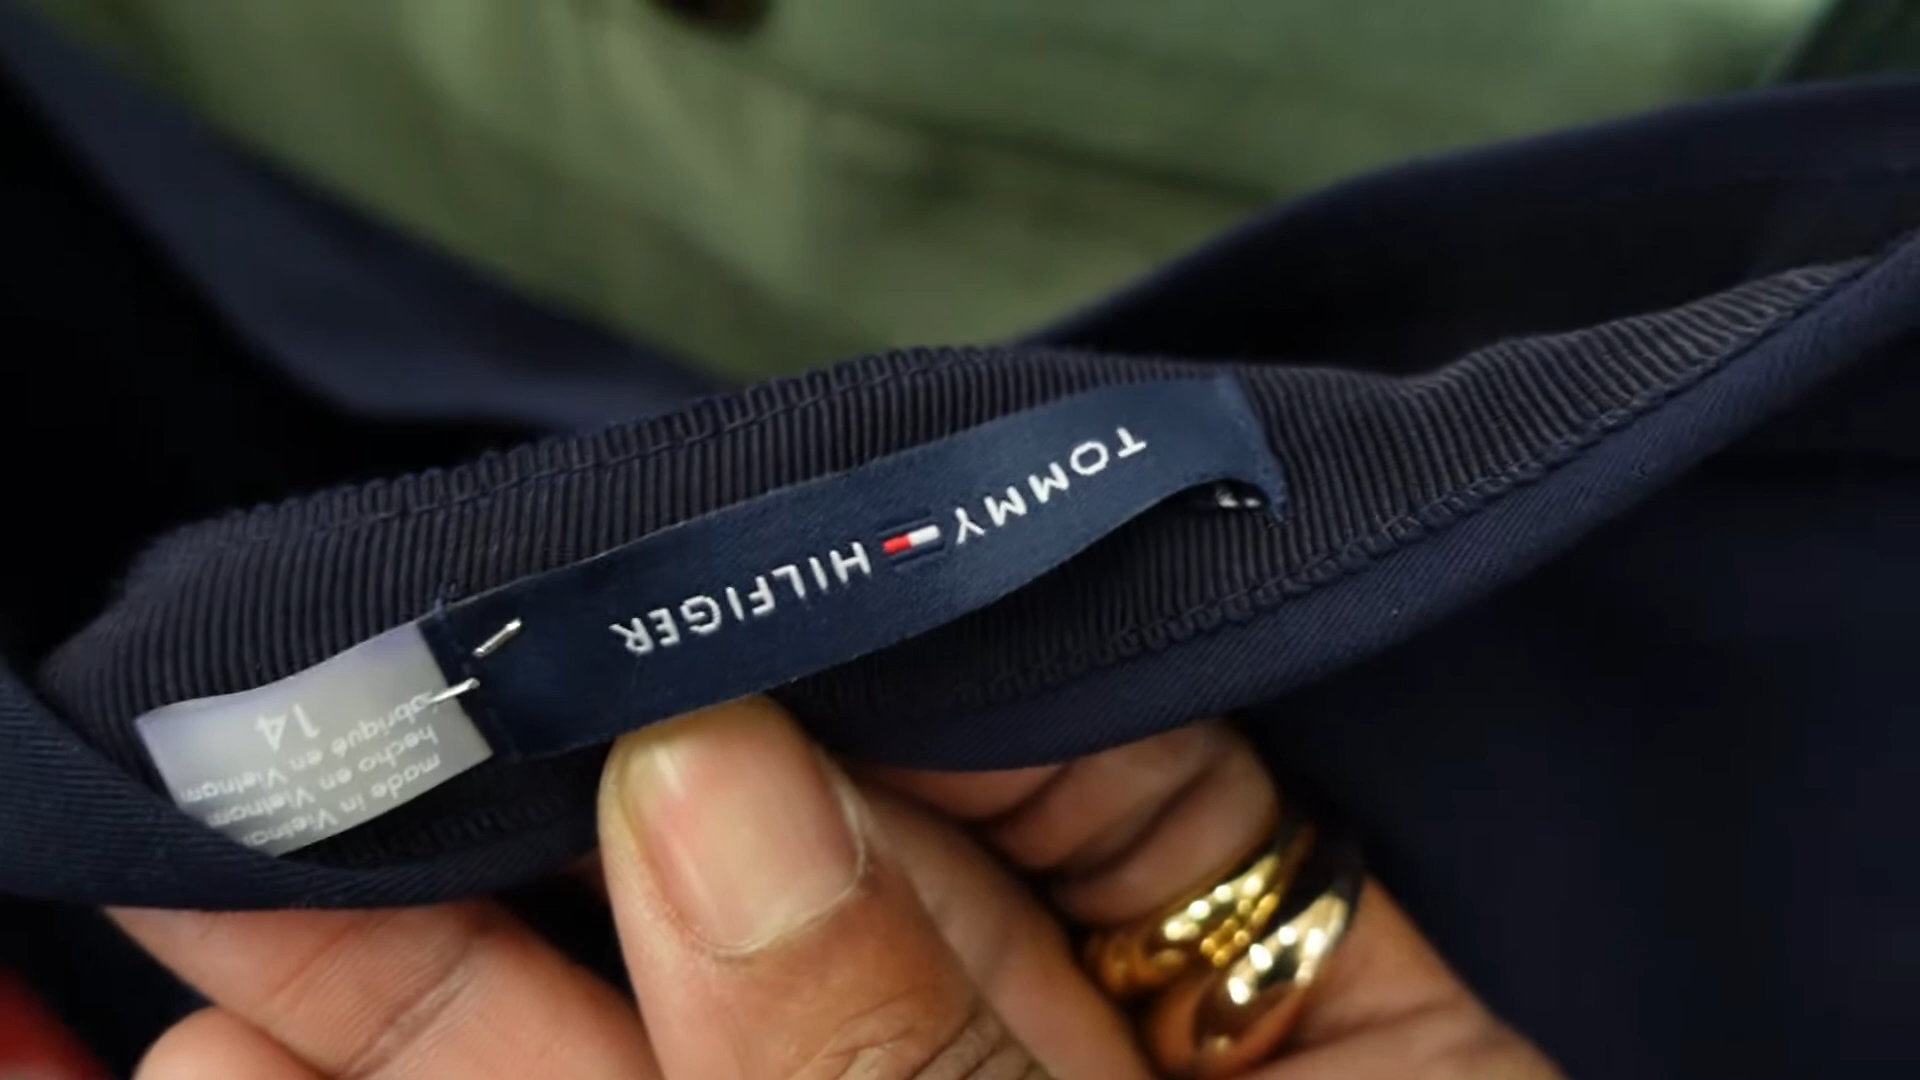 TOMMY HILFIGER
14
fabriqué en Vietnam
hecho en Vietnam
made in Vietnam